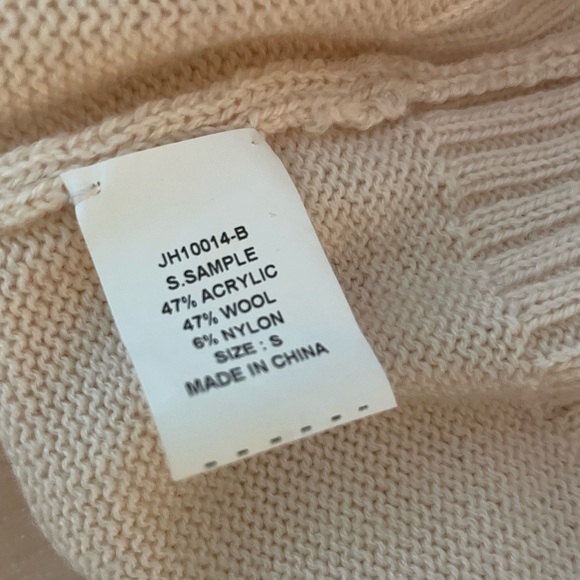 JH10014-B
S.SAMPLE
47% ACRYLIC
47% WOOL
6% NYLON
SIZE : S
MADE IN CHINA